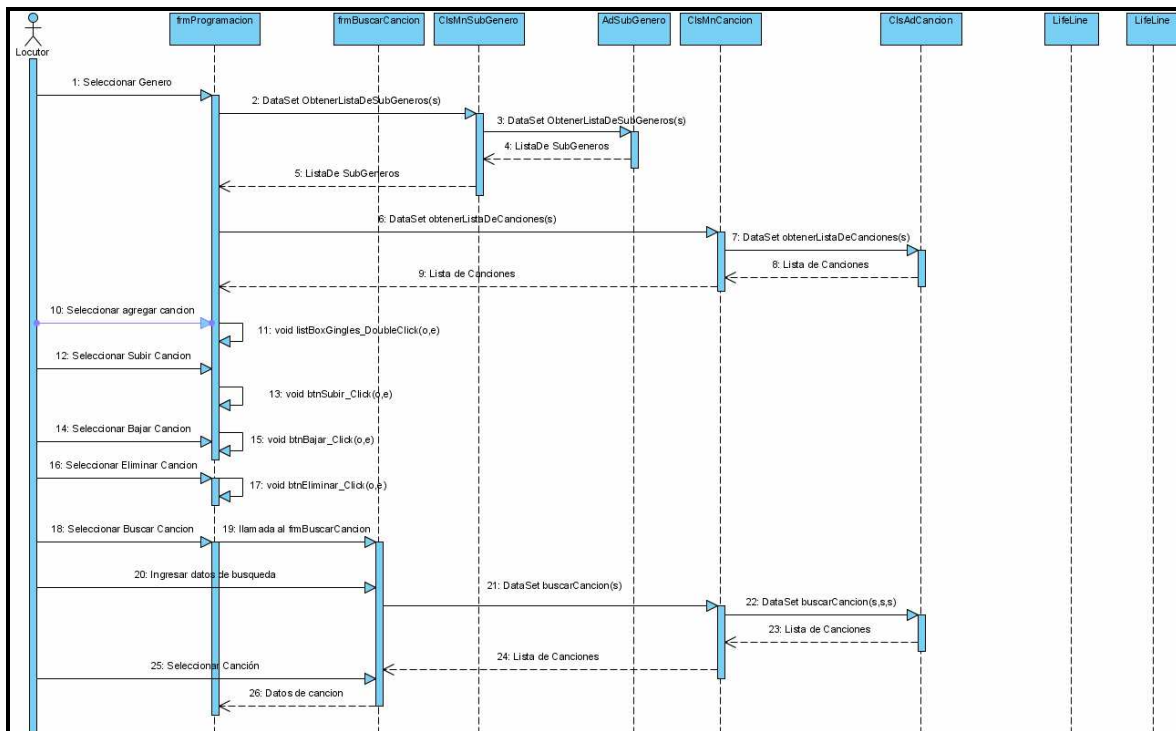 frmProgramacion
frmBuscarCancion
ClsMnSubGenero
AdSubGenero
ClsMnCancion
ClsAdCancion
LifeLine
LifeLine
Locutor
1: Seleccionar Genero
2: DataSet ObtenerListaDeSubGeneros(s)
3: DataSet ObtenerListaDeSubGeneros(s)
4: ListaDe SubGeneros
5: ListaDe SubGeneros
6: DataSet obtenerListaDeCanciones(s)
7: DataSet obtenerListaDeCanciones(s)
8: Lista de Canciones
9: Lista de Canciones
10: Seleccionar agregar cancion
11: void listBoxGingles_DoubleClick(o,e)
12: Seleccionar Subir Cancion
13: void btnSubir_Click(o,e)
14: Seleccionar Bajar Cancion
15: void btnBajar_Click(o,e)
16: Seleccionar Eliminar Cancion
17: void btnEliminar_Click(o,e)
18: Seleccionar Buscar Cancion
19: llamada al frmBuscarCancion
20: Ingresar datos de busqueda
21: DataSet buscarCancion(s)
22: DataSet buscarCancion(s,s,s)
23: Lista de Canciones
24: Lista de Canciones
25: Seleccionar Canción
26: Datos de cancion